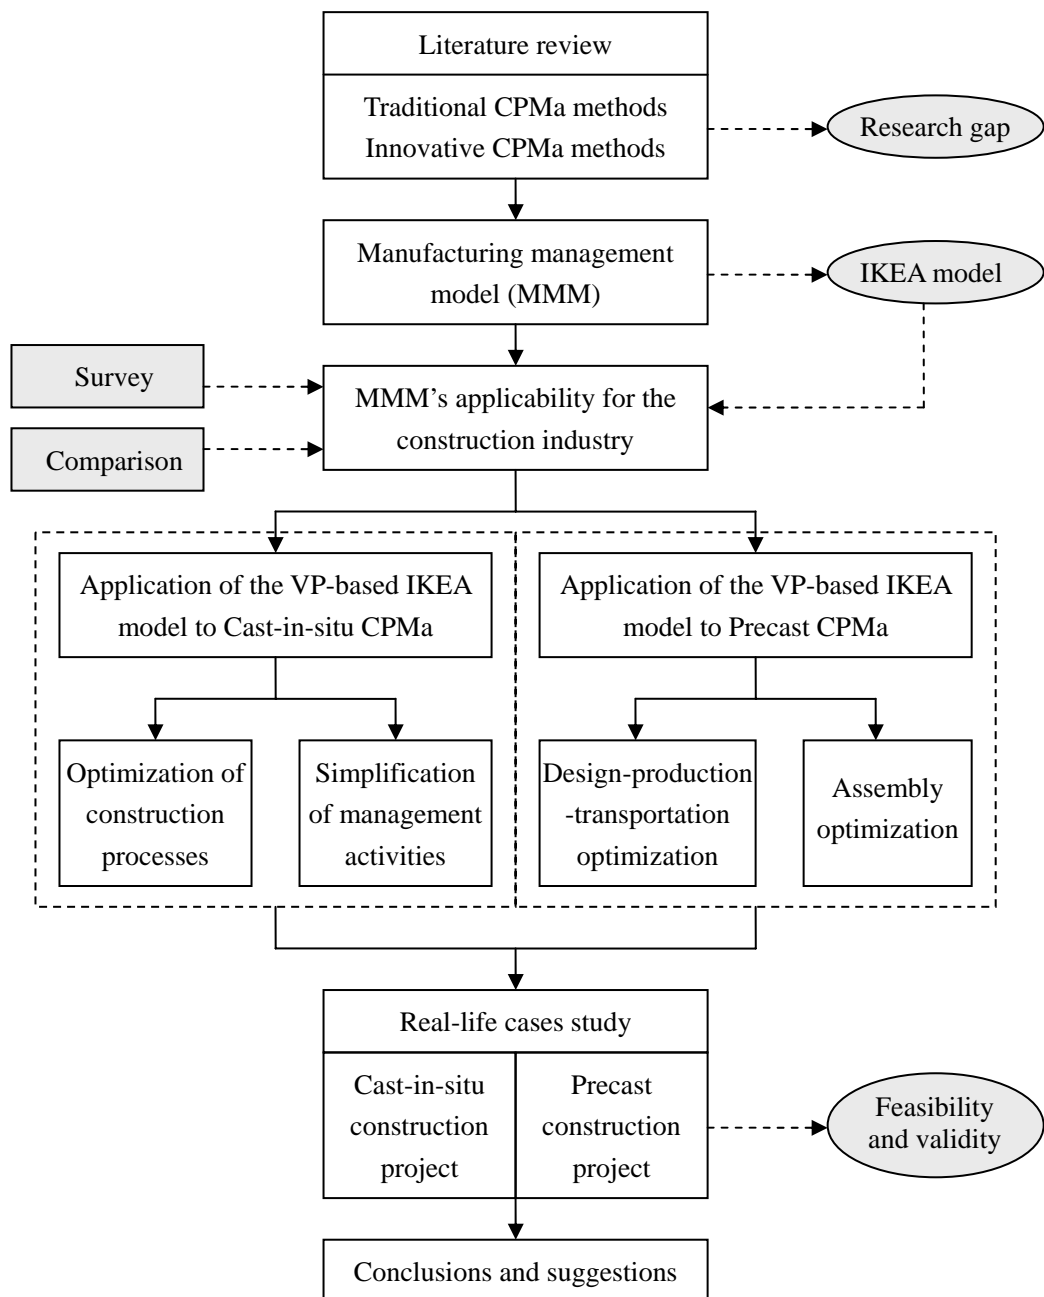 Literature review
Traditional CPMa methods
Innovative CPMa methods
Research gap
Manufacturing management
model (MMM)
IKEA model
Survey
Comparison
MMM’s applicability for the
construction industry
Application of the VP-based IKEA
model to Cast-in-situ CPMa
Application of the VP-based IKEA
model to Precast CPMa
Optimization of
construction
processes
Simplification
of management
activities
Design-production
-transportation
optimization
Assembly
optimization
Real-life cases study
Cast-in-situ
construction
project
Precast
construction
project
Feasibility
and validity
Conclusions and suggestions